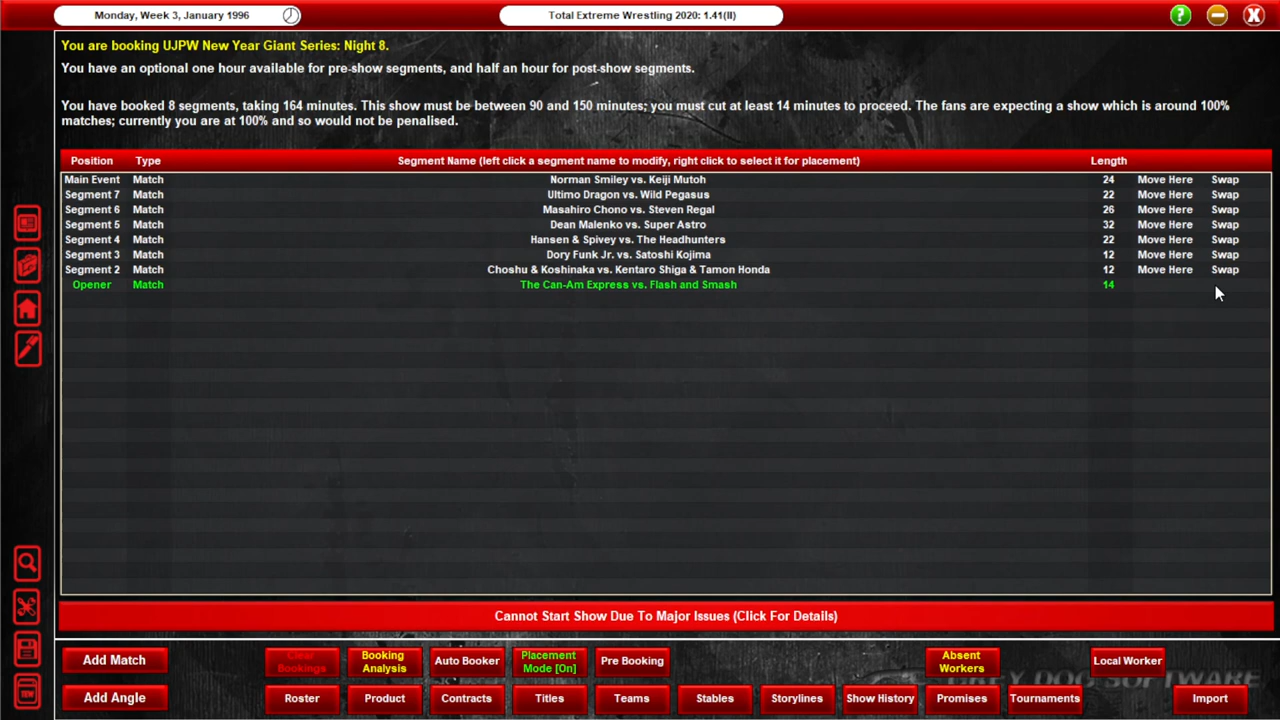 Monday, Week 3, January 1996
Total Extreme Wrestling 2020: 1.41(II)
You are booking UJPW New Year Giant Series: Night 8.
You have an optional one hour available for pre-show segments, and half an hour for post-show segments.
You have booked 8 segments, taking 164 minutes. This show must be between 90 and 150 minutes; you must cut at least 14 minutes to proceed. The fans are expecting a show which is around 100%
matches; currently you are at 100% and so would not be penalised.
Position Type Segment Name (left click a segment name to modify, right click to select it for placement) Length
Main Event Match Norman Smiley vs. Keiji Mutoh 24 Move Here Swap
Segment 7 Match Ultimo Dragon vs. Wild Pegasus 22 Move Here Swap
Segment 6 Match Masahiro Chono vs. Steven Regal 26 Move Here Swap
Segment 5 Match Dean Malenko vs. Super Astro 32 Move Here Swap
Segment 4 Match Hansen & Spivey vs. The Headhunters 22 Move Here Swap
Segment 3 Match Dory Funk Jr. vs. Satoshi Kojima 12 Move Here Swap
Segment 2 Match Choshu & Koshinaka vs. Kentaro Shiga & Tamon Honda 12 Move Here Swap
Opener Match The Can-Am Express vs. Flash and Smash 14
Cannot Start Show Due To Major Issues (Click For Details)
Add Match Clear Bookings Booking Analysis Auto Booker Placement Mode [On] Pre Booking Absent Workers Local Worker
GREY DOG SOFTWARE
Add Angle Roster Product Contracts Titles Teams Stables Storylines Show History Promises Tournaments Import